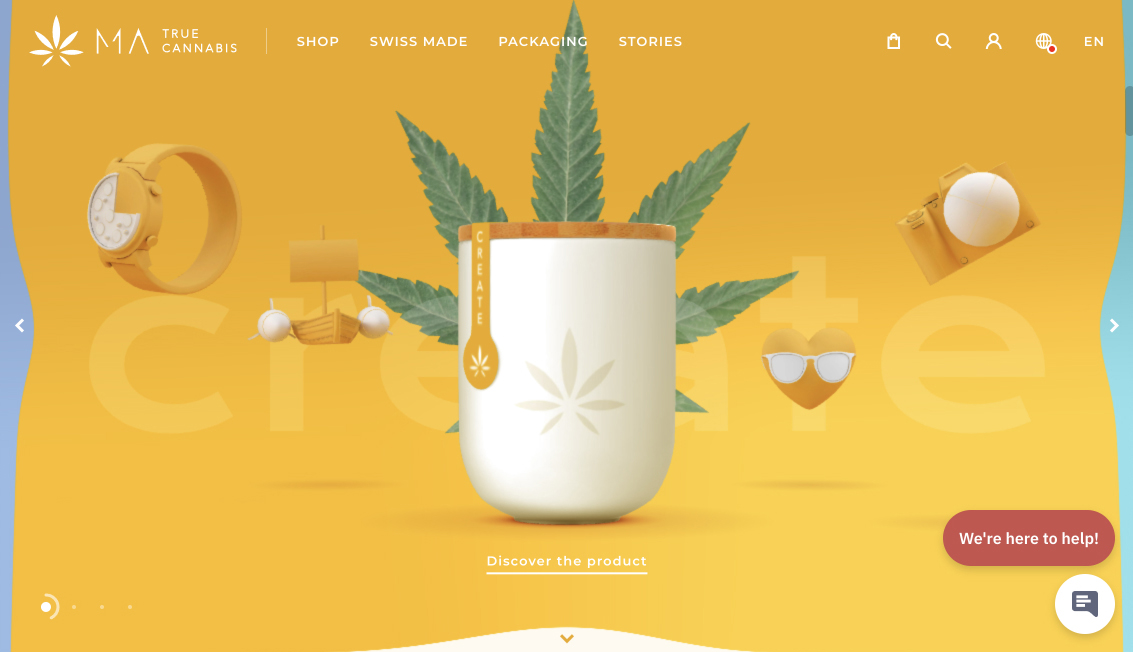 MA TRUE
CANNABIS
SHOP SWISS MADE PACKAGING STORIES
EN
create
CREATE
We're here to help!
Discover the product